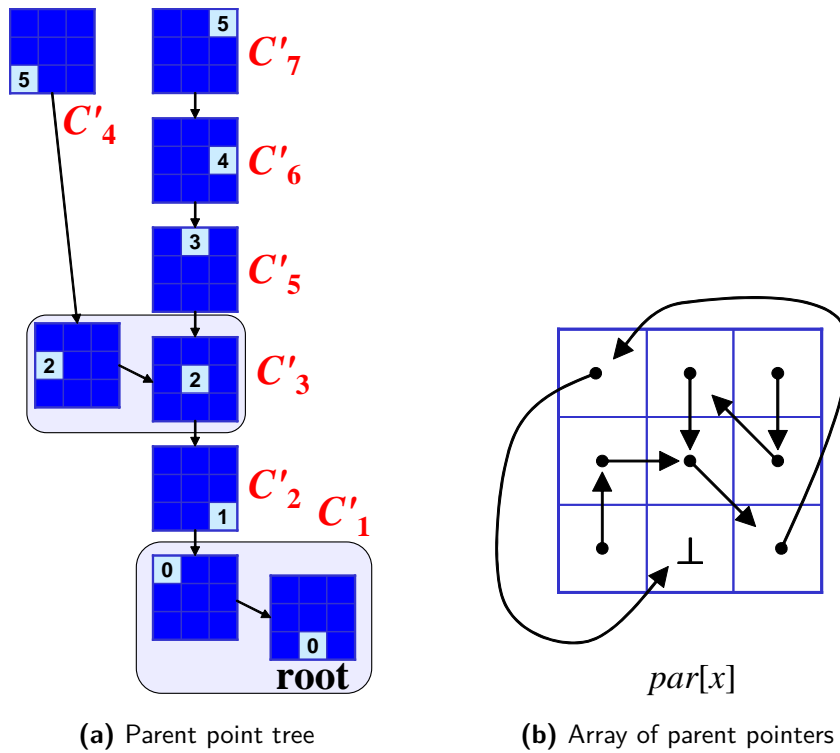 5
5
C'7
C'4
4
C'6
3
C'5
2
2
C'3
1
C'2
C'1
0
0
root
⊥
par[x]
(a) Parent point tree
(b) Array of parent pointers